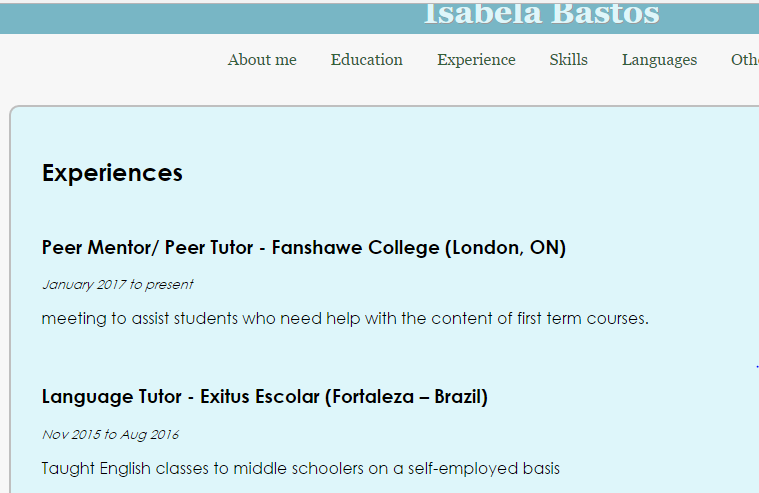 Isabela Bastos
About me Education Experience Skills Languages
Experiences
Peer Mentor/ Peer Tutor - Fanshawe College (London, ON)
January 2017 to present
meeting to assist students who need help with the content of first term courses.
Language Tutor - Exitus Escolar (Fortaleza – Brazil)
Nov 2015 to Aug 2016
Taught English classes to middle schoolers on a self-employed basis